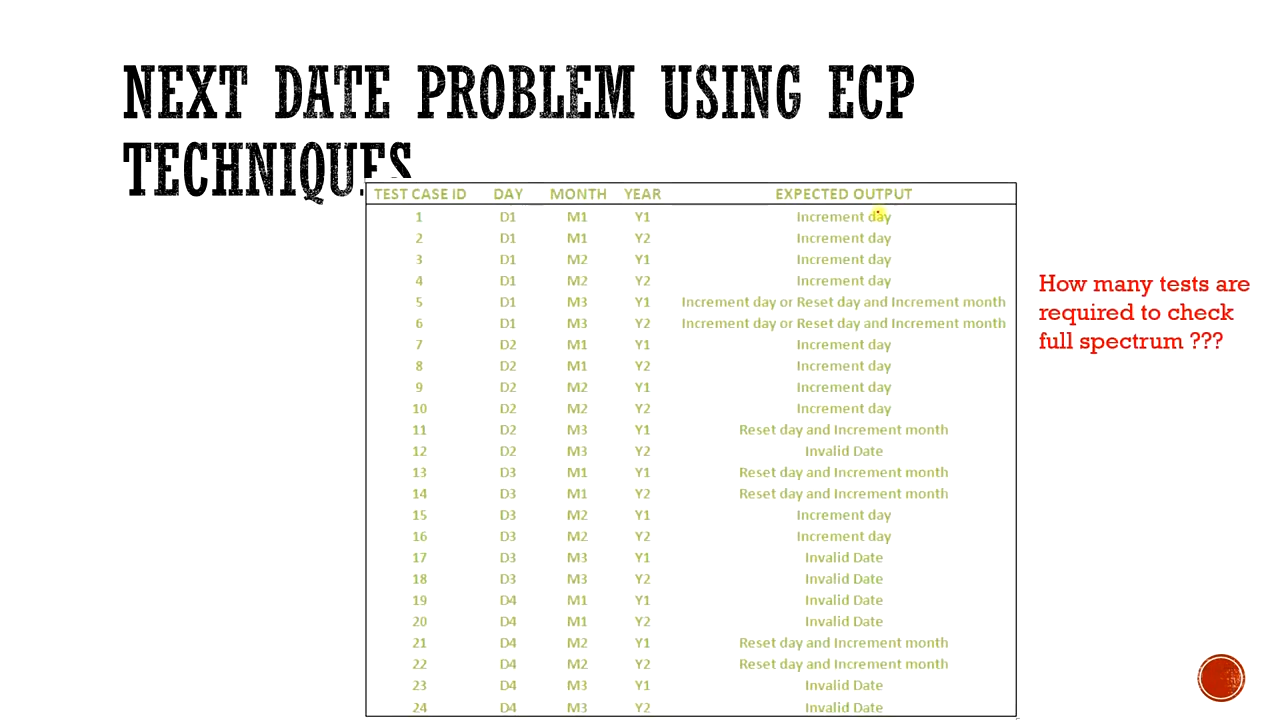 NEXT DATE PROBLEM USING ECP
TECHNIQUES
TEST CASE ID DAY MONTH YEAR EXPECTED OUTPUT
1 D1 M1 Y1 Increment day
2 D1 M1 Y2 Increment day
3 D1 M2 Y1 Increment day
4 D1 M2 Y2 Increment day
5 D1 M3 Y1 Increment day or Reset day and Increment month
6 D1 M3 Y2 Increment day or Reset day and Increment month
7 D2 M1 Y1 Increment day
8 D2 M1 Y2 Increment day
9 D2 M2 Y1 Increment day
10 D2 M2 Y2 Increment day
11 D2 M3 Y1 Reset day and Increment month
12 D2 M3 Y2 Invalid Date
13 D3 M1 Y1 Reset day and Increment month
14 D3 M1 Y2 Reset day and Increment month
15 D3 M2 Y1 Increment day
16 D3 M2 Y2 Increment day
17 D3 M3 Y1 Invalid Date
18 D3 M3 Y2 Invalid Date
19 D4 M1 Y1 Invalid Date
20 D4 M1 Y2 Invalid Date
21 D4 M2 Y1 Reset day and Increment month
22 D4 M2 Y2 Reset day and Increment month
23 D4 M3 Y1 Invalid Date
24 D4 M3 Y2 Invalid Date
How many tests are
required to check
full spectrum ???